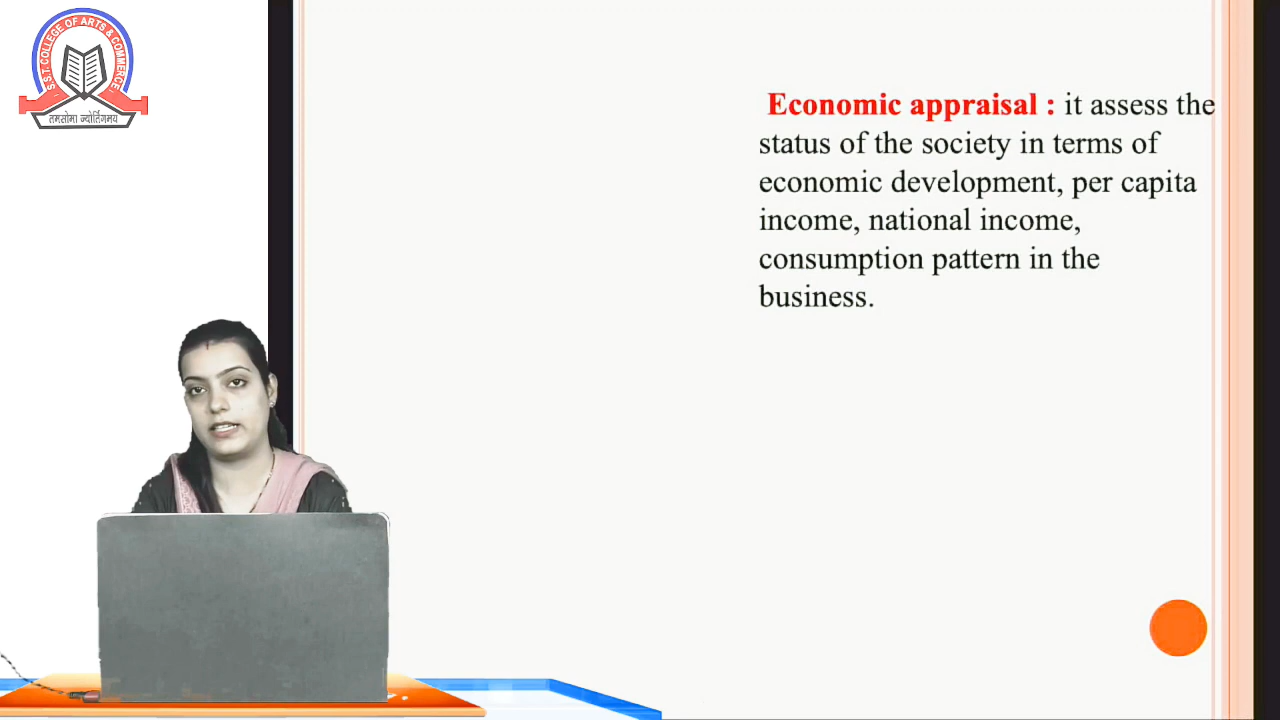 S.S.T. COLLEGE OF ARTS & COMMERCE
तमसोमा ज्योर्तिगमय
Economic appraisal : it assess the
status of the society in terms of
economic development, per capita
income, national income,
consumption pattern in the
business.